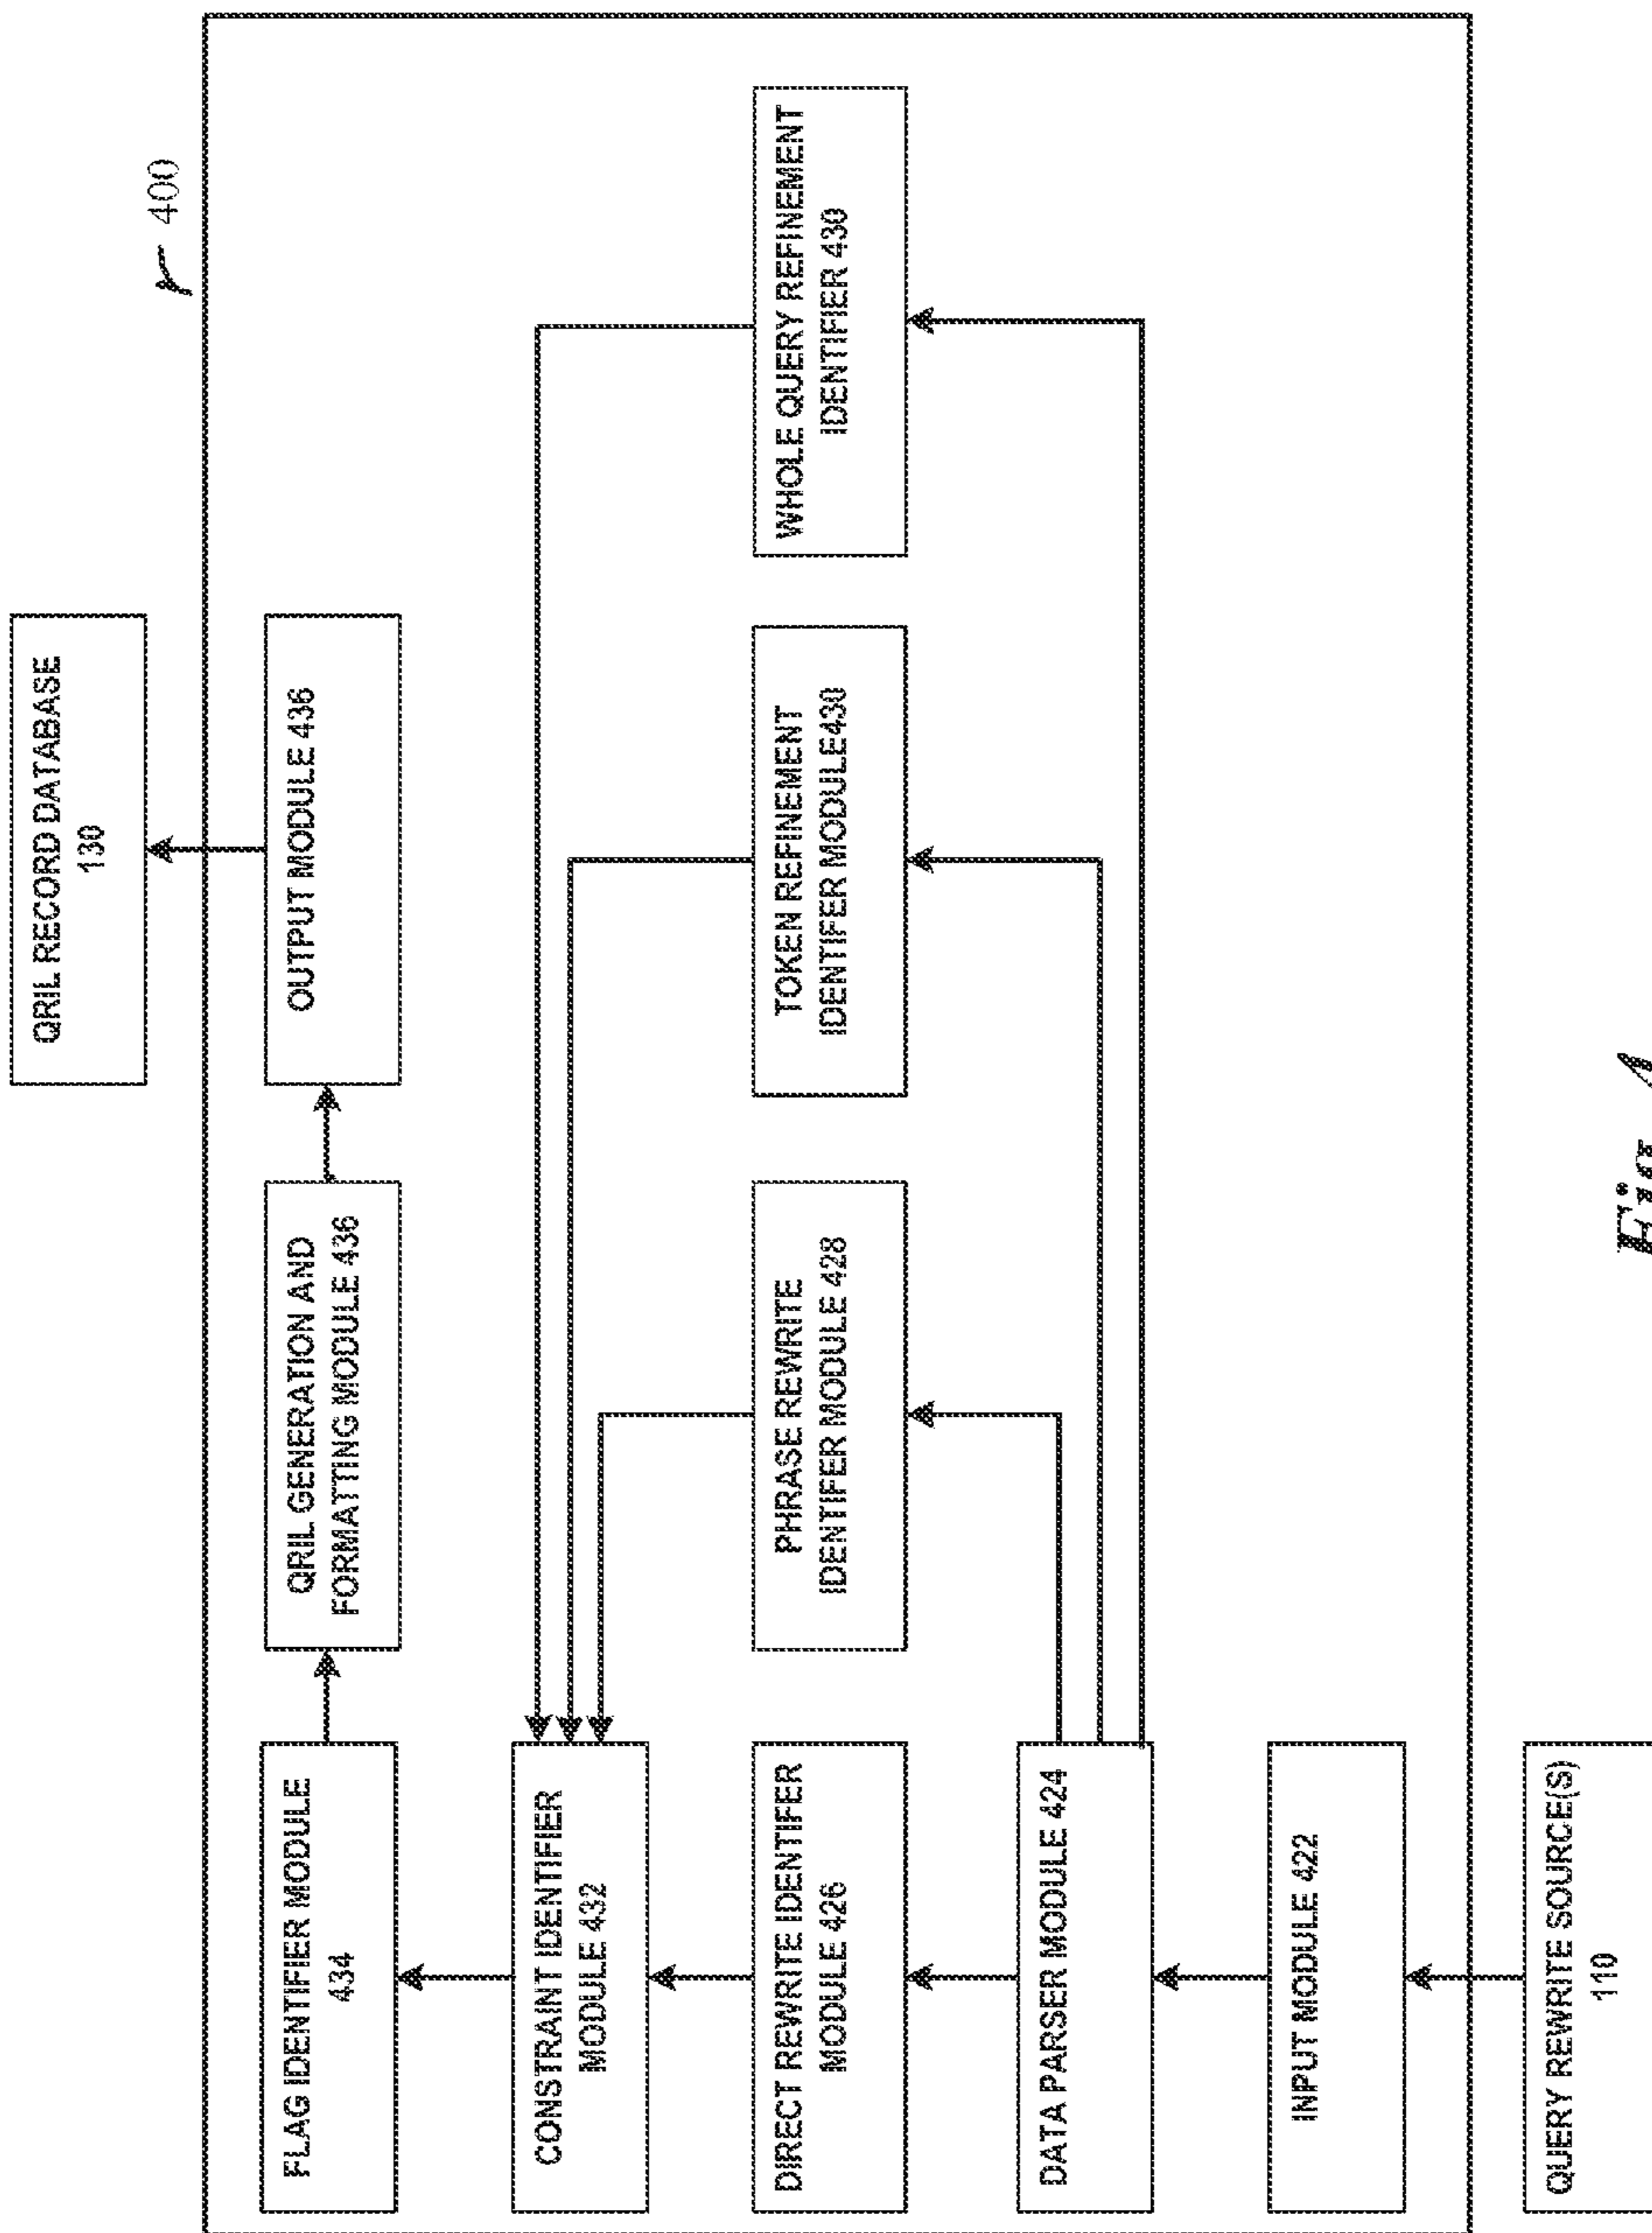 QRIL RECORD DATABASE
130
400
FLAG IDENTIFIER MODULE
434
QRIL GENERATION AND
FORMATTING MODULE 436
OUTPUT MODULE 436
CONSTRAINT IDENTIFIER
MODULE 432
DIRECT REWRITE IDENTIFER
MODULE 426
PHRASE REWRITE
IDENTIFER MODULE 428
TOKEN REFINEMENT
IDENTIFER MODULE430
WHOLE QUERY REFINEMENT
IDENTIFIER 430
DATA PARSER MODULE 424
INPUT MODULE 422
QUERY REWRITE SOURCE(S)
110
Fig. 4